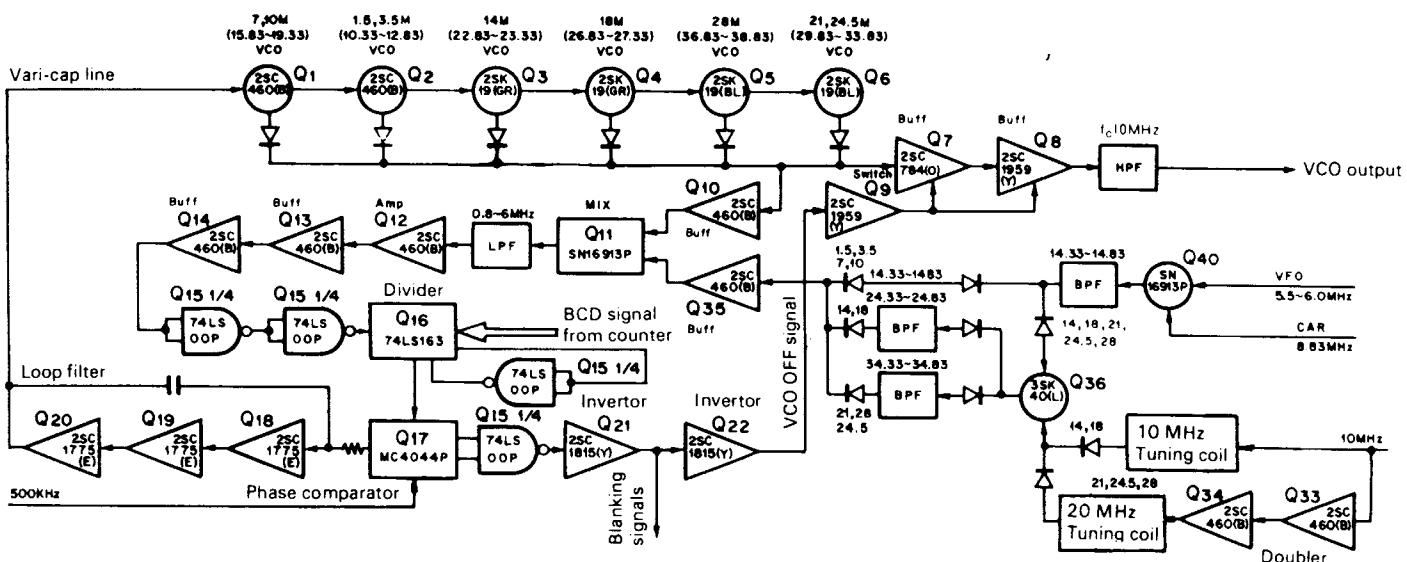 7,10M
(15.83~19.33)
VCO
1.5,3.5M
(10.33~12.83)
VCO
14M
(22.83~23.33)
VCO
18M
(26.83~27.33)
VCO
28M
(36.83~38.83)
VCO
21,24.5M
(29.83~33.83)
VCO
Vari-cap line
2SC
460(B)
Q1
2SC
460(B)
Q2
2SK
19(GR)
Q3
2SK
19(GR)
Q4
2SK
19(BL)
Q5
2SK
19(BL)
Q6
Buff
Q7
2SC
784(O)
Buff
Q8
2SC
1959
(Y)
fc10MHz
HPF
VCO output
Switch
Q9
2SC
1959
(Y)
Q10
2SC
460(B)
Buff
MIX
Q11
SN16913P
0.8~6MHz
LPF
Amp
Q12
2SC
460(B)
Buff
Q13
2SC
460(B)
Buff
Q14
2SC
460(B)
2SC
460(B)
Q35
Buff
VCO OFF signal
1.5,3.5
7,10
14.33~14.83
14.33~14.83
BPF
Q40
SN
16913P
VFO
5.5~6.0MHz
CAR
8.83MHz
24.33~24.83
14,18
BPF
14,18,21,
24.5,28
34.33~34.83
BPF
21,28
24.5
3SK
40(L)
Q36
Q15 1/4
74LS
00P
Q15 1/4
74LS
00P
Divider
Q16
74LS163
BCD signal
from counter
74LS
00P
Q15 1/4
Loop filter
Q20
2SC
1775
(E)
Q19
2SC
1775
(E)
Q18
2SC
1775
(E)
Q17
MC4044P
Phase comparator
500KHz
Q15 1/4
74LS
00P
Invertor
Q21
2SC
1815(Y)
Invertor
Q22
2SC
1815(Y)
Blanking
signals
14,18
10 MHz
Tuning coil
10MHz
21,24.5,28
20 MHz
Tuning coil
Q34
2SC
460(B)
Q33
2SC
460(B)
Doubler